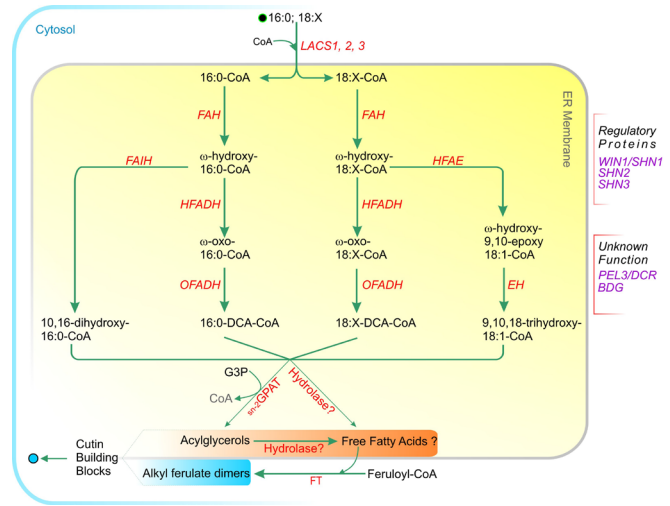 Cytosol
16:0; 18:X
CoA
LACS1, 2, 3
16:0-CoA
18:X-CoA
ER Membrane
FAH
FAH
Regulatory
Proteins
WIN1/SHN1
SHN2
SHN3
FAIH
ω-hydroxy-
16:0-CoA
ω-hydroxy-
18:X-CoA
HFAE
HFADH
HFADH
ω-oxo-
16:0-CoA
ω-oxo-
18:X-CoA
ω-hydroxy-
9,10-epoxy
18:1-CoA
Unknown
Function
PEL3/DCR
BDG
OFADH
OFADH
EH
10,16-dihydroxy-
16:0-CoA
16:0-DCA-CoA
18:X-DCA-CoA
9,10,18-trihydroxy-
18:1-CoA
G3P
CoA
sn-2GPAT
Hydrolase?
Acylglycerols
Hydrolase?
Free Fatty Acids ?
Cutin
Building
Blocks
Alkyl ferulate dimers
FT
Feruloyl-CoA